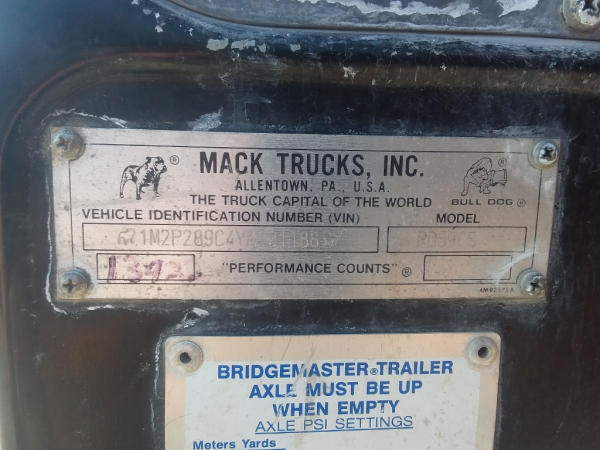 ® MACK TRUCKS, INC. ®
ALLENTOWN, PA., U.S.A.
THE TRUCK CAPITAL OF THE WORLD BULL DOG ®
VEHICLE IDENTIFICATION NUMBER (VIN) MODEL
"PERFORMANCE COUNTS" ®
BRIDGEMASTER® TRAILER
AXLE MUST BE UP
WHEN EMPTY
AXLE PSI SETTINGS
Meters Yards